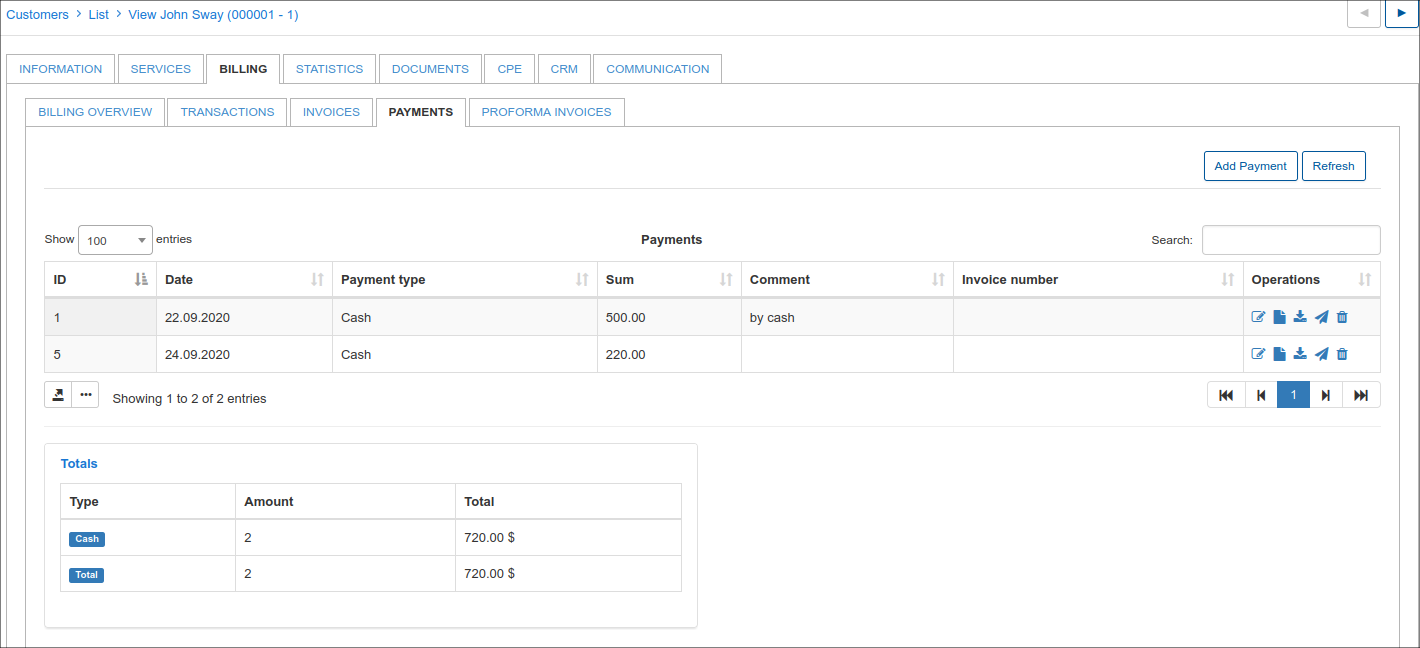 Customers > List > View John Sway (000001 - 1)
INFORMATION SERVICES BILLING STATISTICS DOCUMENTS CPE CRM COMMUNICATION
BILLING OVERVIEW TRANSACTIONS INVOICES PAYMENTS PROFORMA INVOICES
Add Payment Refresh
Show 100 entries Payments Search:
ID Date Payment type Sum Comment Invoice number Operations
1 22.09.2020 Cash 500.00 by cash
5 24.09.2020 Cash 220.00
Showing 1 to 2 of 2 entries 1
Totals
Type Amount Total
Cash 2 720.00 $
Total 2 720.00 $